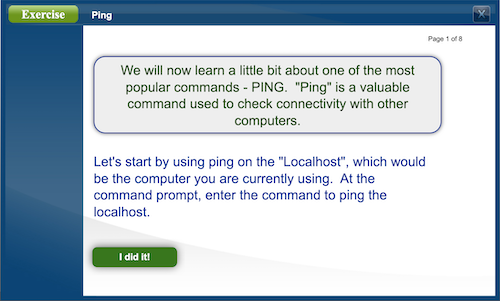 Exercise Ping X
Page 1 of 8
We will now learn a little bit about one of the most
popular commands - PING.  "Ping" is a valuable
command used to check connectivity with other
computers.
Let's start by using ping on the "Localhost", which would
be the computer you are currently using.  At the
command prompt, enter the command to ping the
localhost.
I did it!